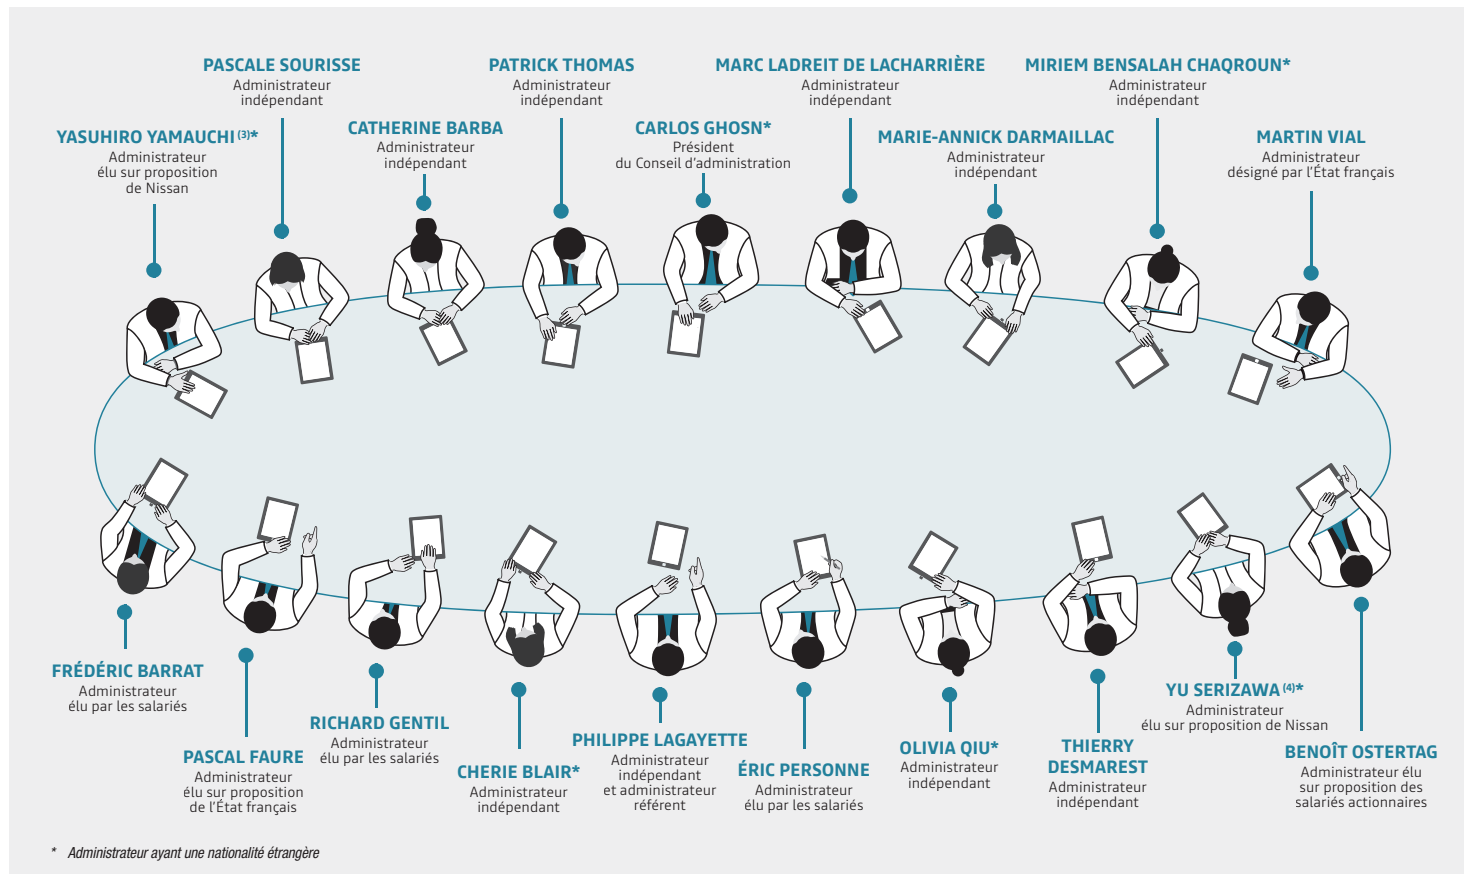 PASCALE SOURISSE
Administrateur
indépendant
PATRICK THOMAS
Administrateur
indépendant
MARC LADREIT DE LACHARRIÈRE
Administrateur
indépendant
MIRIEM BENSALAH CHAQROUN*
Administrateur
indépendant
YASUHIRO YAMAUCHI (3)*
Administrateur
élu sur proposition
de Nissan
CATHERINE BARBA
Administrateur
indépendant
CARLOS GHOSN*
Président
du Conseil d'administration
MARIE-ANNICK DARMAILLAC
Administrateur
indépendant
MARTIN VIAL
Administrateur
désigné par l'État français
FRÉDÉRIC BARRAT
Administrateur
élu par les salariés
PASCAL FAURE
Administrateur
élu sur proposition
de l'État français
RICHARD GENTIL
Administrateur
élu par les salariés
CHERIE BLAIR*
Administrateur
indépendant
PHILIPPE LAGAYETTE
Administrateur
indépendant
et administrateur
référent
ÉRIC PERSONNE
Administrateur
élu par les salariés
OLIVIA QIU*
Administrateur
indépendant
THIERRY
DESMAREST
Administrateur
indépendant
YU SERIZAWA (4)*
Administrateur
élu sur proposition de Nissan
BENOÎT OSTERTAG
Administrateur élu
sur proposition des
salariés actionnaires
* Administrateur ayant une nationalité étrangère